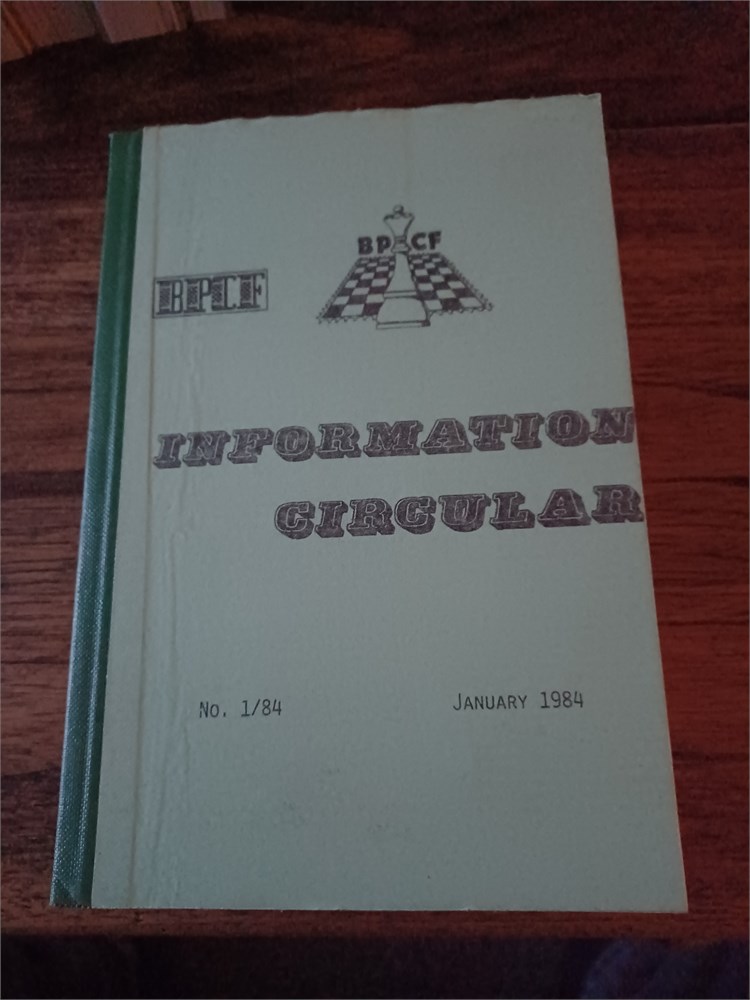 BPCF
BPCF
INFORMATION
CIRCULAR
No. 1/84 JANUARY 1984